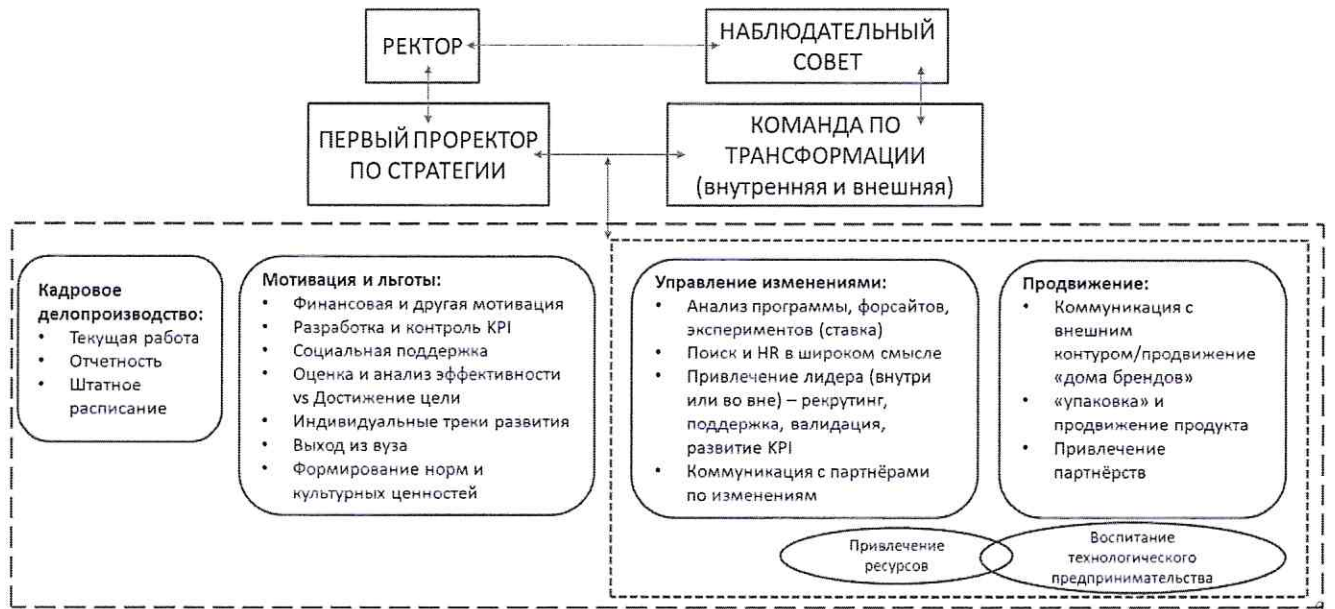 РЕКТОР
НАБЛЮДАТЕЛЬНЫЙ
СОВЕТ
ПЕРВЫЙ ПРОРЕКТОР
ПО СТРАТЕГИИ
КОМАНДА ПО
ТРАНСФОРМАЦИИ
(внутренняя и внешняя)
Кадровое
делопроизводство:
• Текущая работа
• Отчетность
• Штатное
расписание
Мотивация и льготы:
• Финансовая и другая мотивация
• Разработка и контроль KPI
• Социальная поддержка
• Оценка и анализ эффективности
vs Достижение цели
• Индивидуальные треки развития
• Выход из вуза
• Формирование норм и
культурных ценностей
Управление изменениями:
• Анализ программы, форсайтов,
экспериментов (ставка)
• Поиск и HR в широком смысле
• Привлечение лидера (внутри
или во вне) – рекрутинг,
поддержка, валидация,
развитие KPI
• Коммуникация с партнёрами
по изменениям
Продвижение:
• Коммуникация с
внешним
контуром/продвижение
«дома брендов»
• «упаковка» и
продвижение продукта
• Привлечение
партнёрств
Привлечение
ресурсов
Воспитание
технологического
предпринимательства